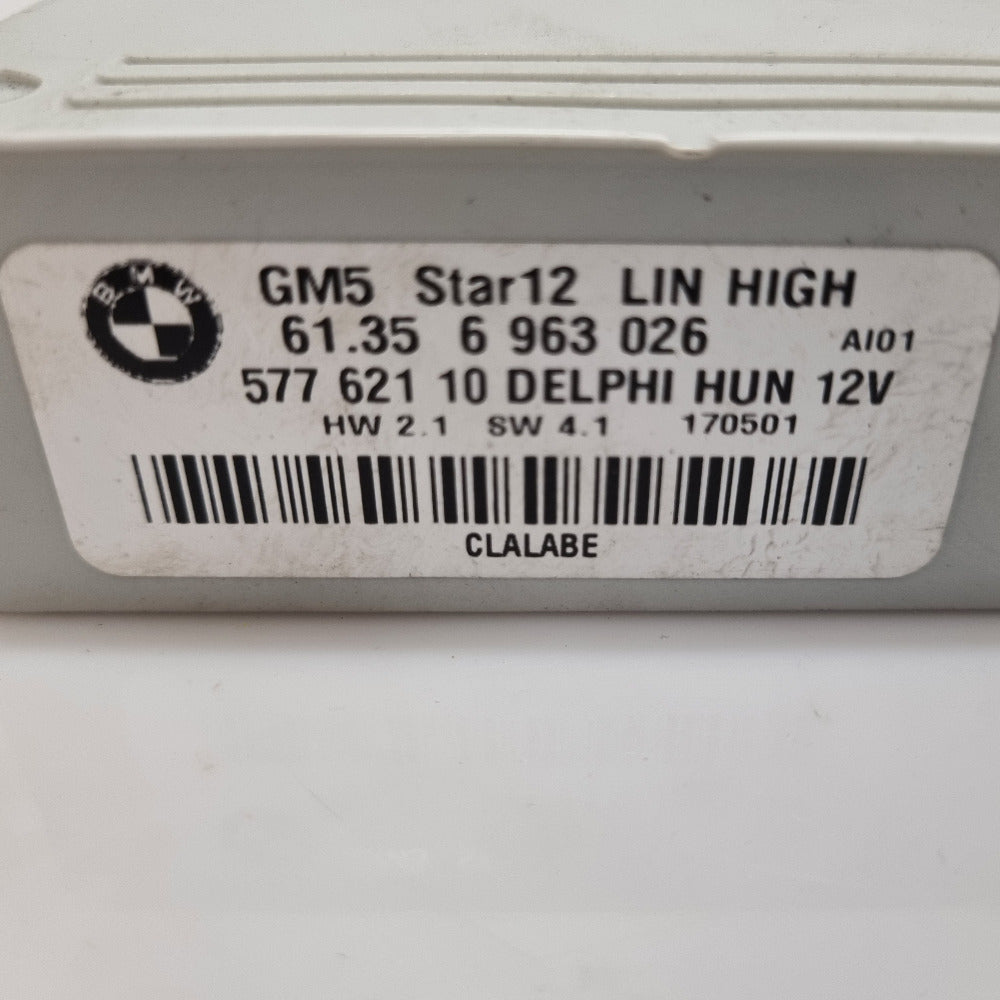 BMW
GM5 Star12 LIN HIGH
61.35 6 963 026 AI01
577 621 10 DELPHI HUN 12V
HW 2.1 SW 4.1 170501
CLALABE